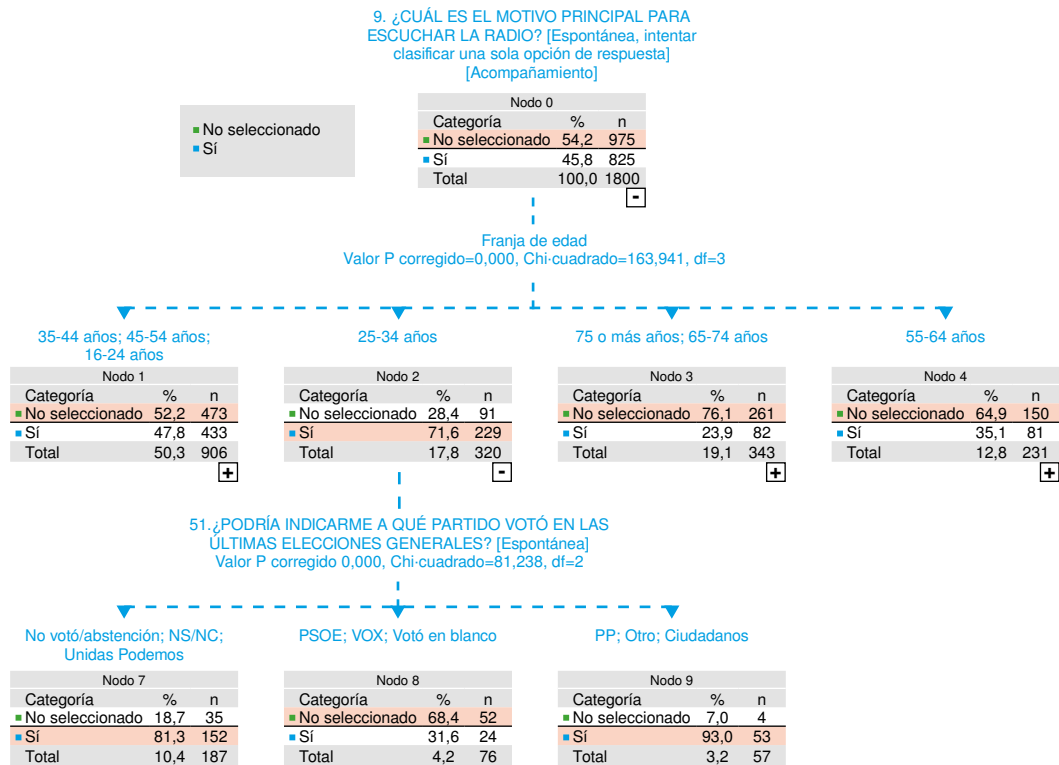 9. ¿CUÁL ES EL MOTIVO PRINCIPAL PARA
ESCUCHAR LA RADIO? [Espontánea, intentar
clasificar una sola opción de respuesta]
[Acompañamiento]
No seleccionado
Sí
Nodo 0
Categoría % n
No seleccionado 54,2 975
Sí 45,8 825
Total 100,0 1800
-
Franja de edad
Valor P corregido=0,000, Chi-cuadrado=163,941, df=3
35-44 años; 45-54 años;
16-24 años
Nodo 1
Categoría % n
No seleccionado 52,2 473
Sí 47,8 433
Total 50,3 906
+
25-34 años
Nodo 2
Categoría % n
No seleccionado 28,4 91
Sí 71,6 229
Total 17,8 320
-
75 o más años; 65-74 años
Nodo 3
Categoría % n
No seleccionado 76,1 261
Sí 23,9 82
Total 19,1 343
+
55-64 años
Nodo 4
Categoría % n
No seleccionado 64,9 150
Sí 35,1 81
Total 12,8 231
+
51.¿PODRÍA INDICARME A QUÉ PARTIDO VOTÓ EN LAS
ÚLTIMAS ELECCIONES GENERALES? [Espontánea]
Valor P corregido 0,000, Chi-cuadrado=81,238, df=2
No votó/abstención; NS/NC;
Unidas Podemos
Nodo 7
Categoría % n
No seleccionado 18,7 35
Sí 81,3 152
Total 10,4 187
PSOE; VOX; Votó en blanco
Nodo 8
Categoría % n
No seleccionado 68,4 52
Sí 31,6 24
Total 4,2 76
PP; Otro; Ciudadanos
Nodo 9
Categoría % n
No seleccionado 7,0 4
Sí 93,0 53
Total 3,2 57